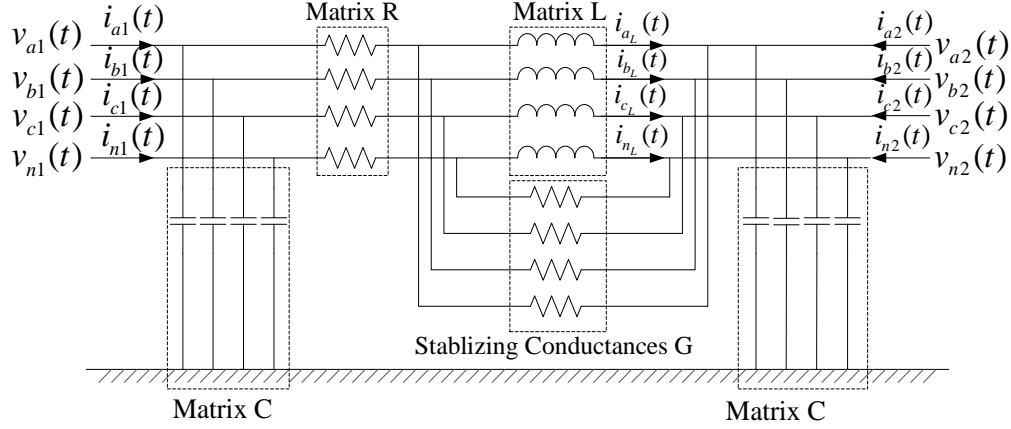 Matrix R
Matrix L
v_{a1}(t) i_{a1}(t) i_{a_L}(t) i_{a2}(t) v_{a2}(t)
v_{b1}(t) i_{b1}(t) i_{b_L}(t) i_{b2}(t) v_{b2}(t)
v_{c1}(t) i_{c1}(t) i_{c_L}(t) i_{c2}(t) v_{c2}(t)
v_{n1}(t) i_{n1}(t) i_{n_L}(t) i_{n2}(t) v_{n2}(t)
Stablizing Conductances G
Matrix C
Matrix C